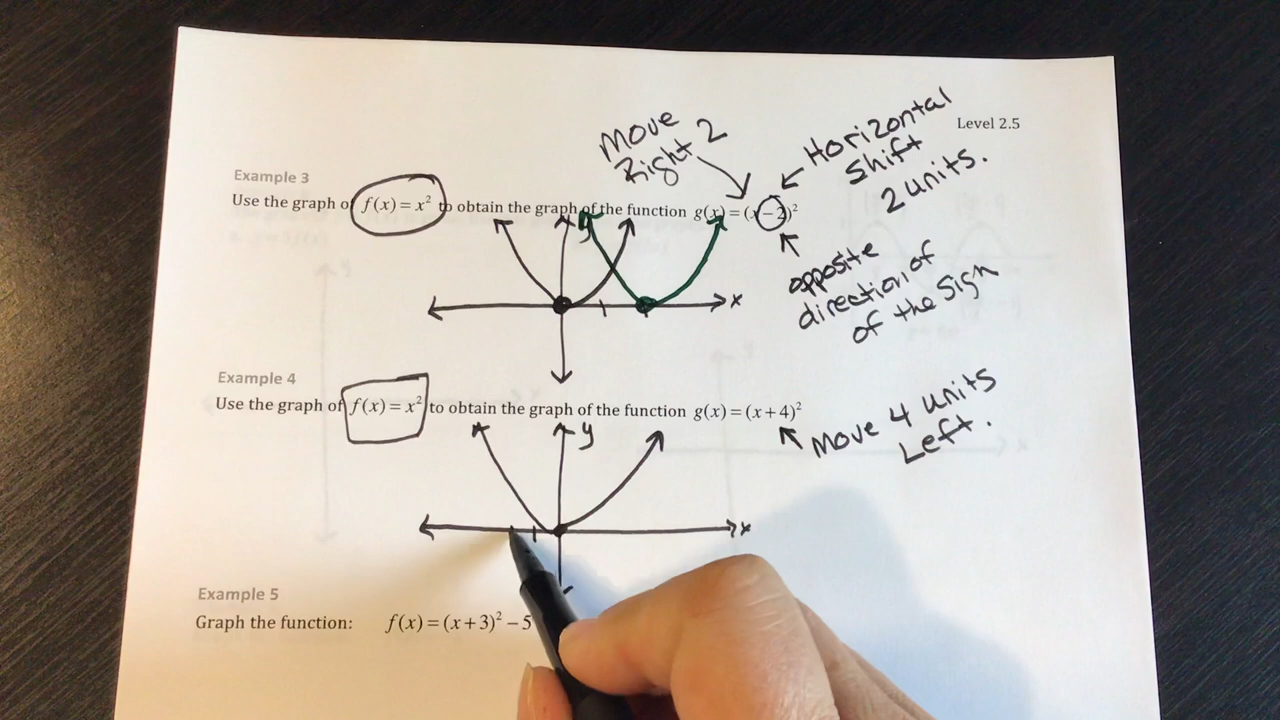 Level 2.5
Move
Right 2
Horizontal
Shift
2 units.
Example 3
Use the graph of f(x) = x² to obtain the graph of the function g(x) = (x − 2)²
y
x
opposite
direction of
of the sign
Example 4
Use the graph of f(x) = x² to obtain the graph of the function g(x) = (x + 4)²
Move 4 units
Left.
y
x
Example 5
Graph the function: f(x) = (x + 3)² − 5